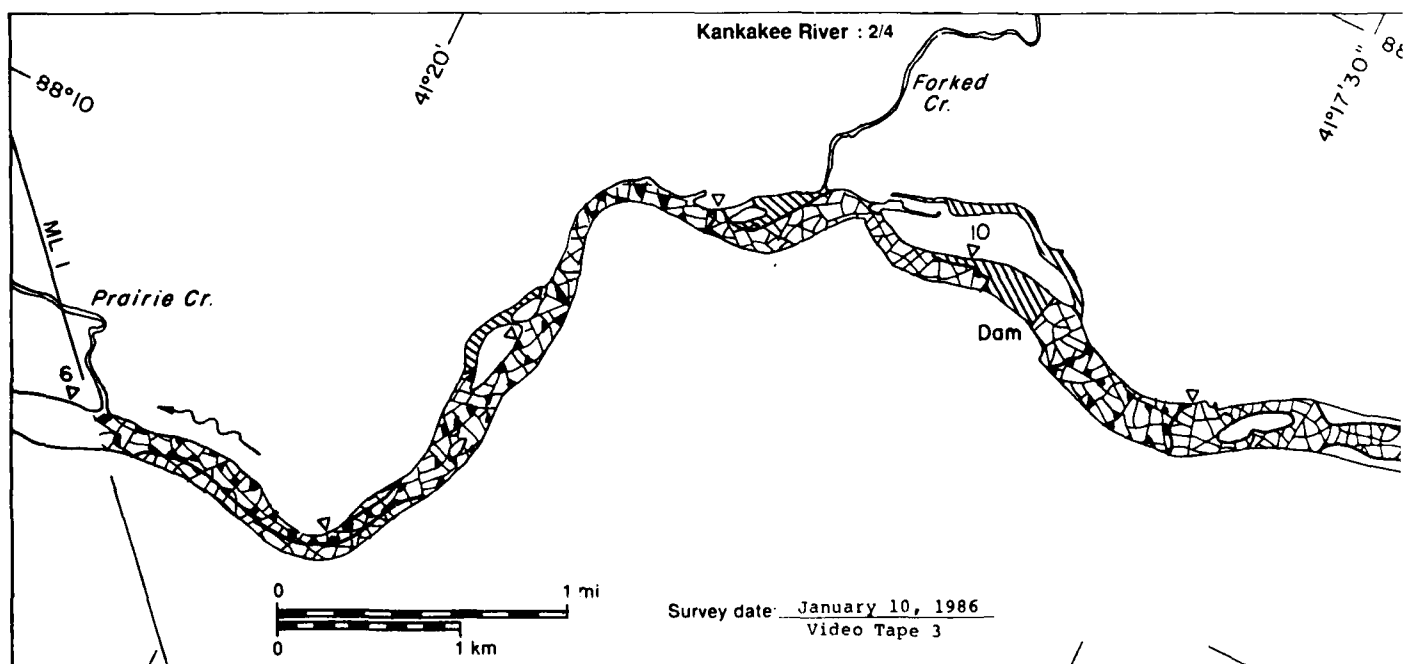 Kankakee River : 2/4
88°10
41°20'
Forked
Cr.
41°17'30"
88
ML 1
Prairie Cr.
6
10
Dam
0 1 mi
0 1 km
Survey date: January 10, 1986
Video Tape 3